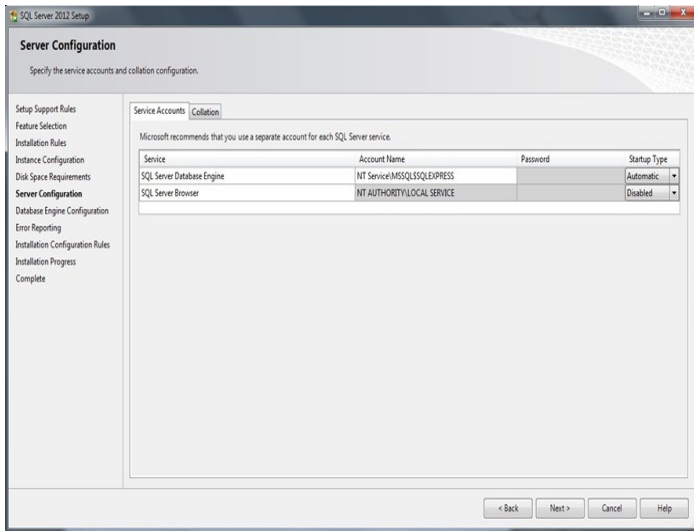 SQL Server 2012 Setup
Server Configuration
Specify the service accounts and collation configuration.
Setup Support Rules
Feature Selection
Installation Rules
Instance Configuration
Disk Space Requirements
Server Configuration
Database Engine Configuration
Error Reporting
Installation Configuration Rules
Installation Progress
Complete
Service Accounts Collation
Microsoft recommends that you use a separate account for each SQL Server service.
Service Account Name Password Startup Type
SQL Server Database Engine NT Service\MSSQL$SQLEXPRESS Automatic
SQL Server Browser NT AUTHORITY\LOCAL SERVICE Disabled
< Back Next > Cancel Help